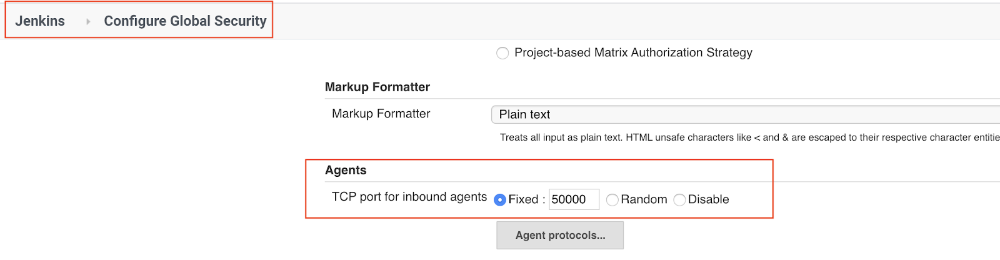 Jenkins Configure Global Security
Project-based Matrix Authorization Strategy
Markup Formatter
Markup Formatter Plain text
Treats all input as plain text. HTML unsafe characters like < and & are escaped to their respective character entitie
Agents
TCP port for inbound agents Fixed : 50000 Random Disable
Agent protocols...